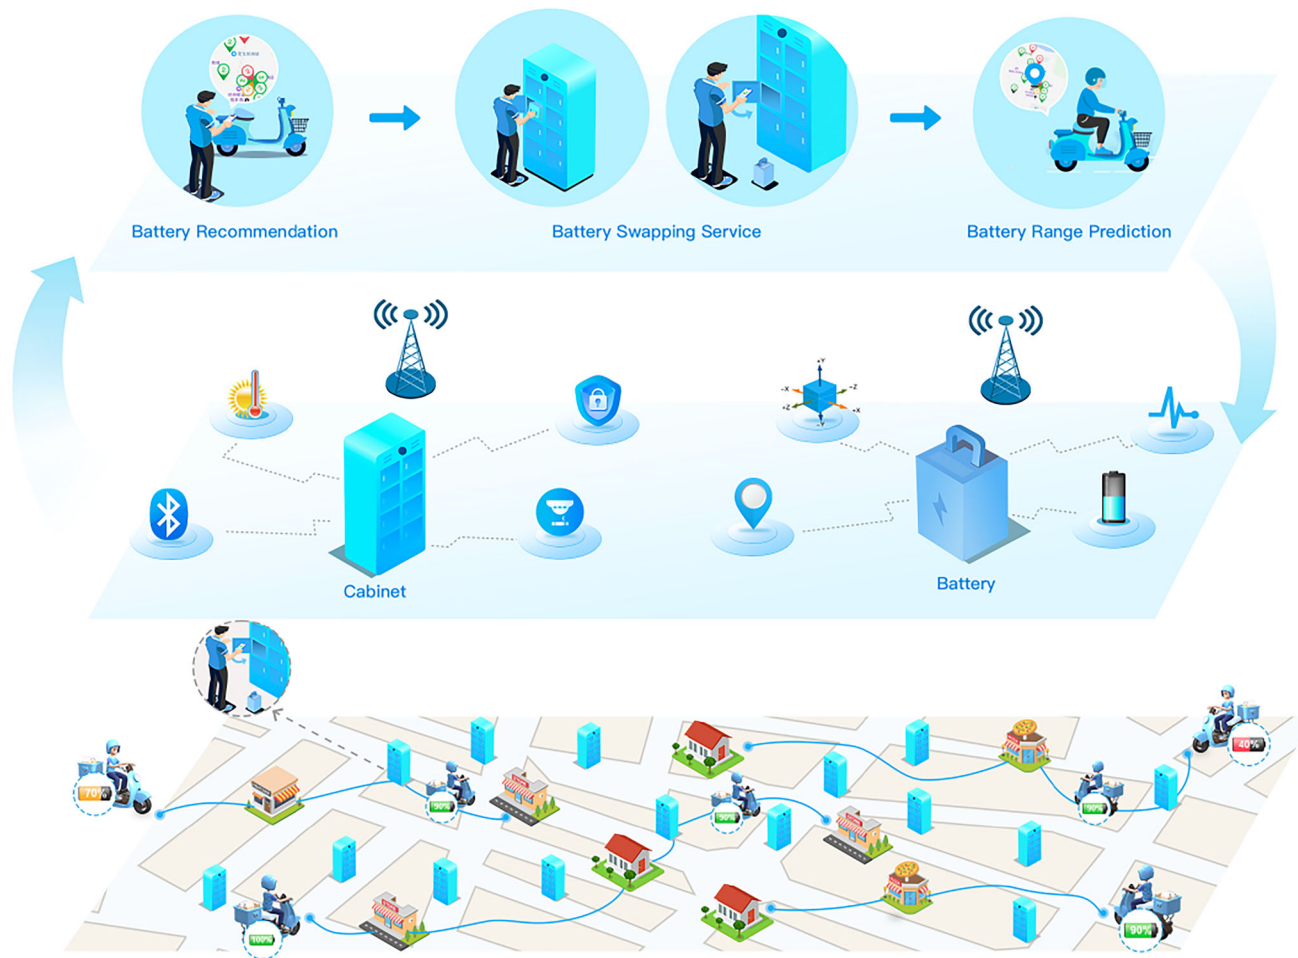 Battery Recommendation
Battery Swapping Service
Battery Range Prediction
+Y
-X
-Z
+Z
+X
-Y
Cabinet
Battery
70%
90%
90%
90%
40%
100%
90%